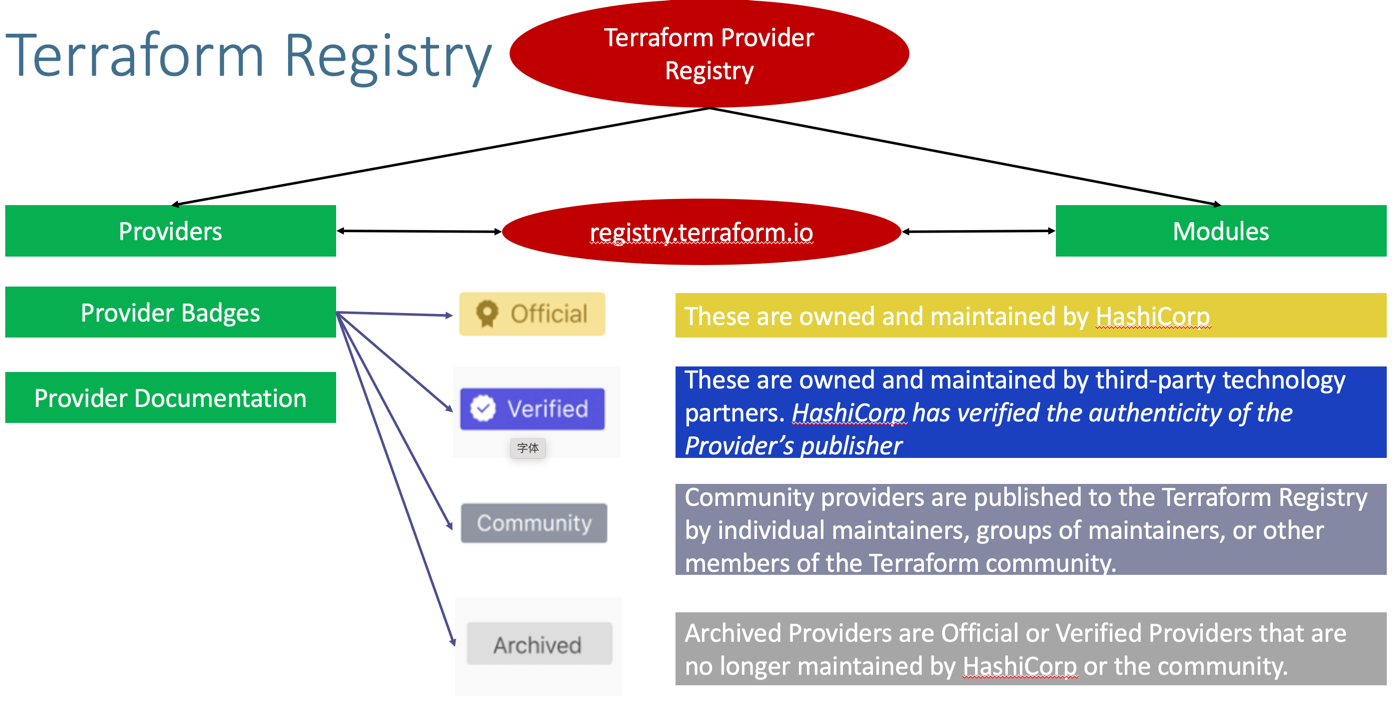 Terraform Registry
Terraform Provider
Registry
Providers
registry.terraform.io
Modules
Provider Badges
Official
These are owned and maintained by HashiCorp
Provider Documentation
Verified
字体
These are owned and maintained by third-party technology
partners. HashiCorp has verified the authenticity of the
Provider’s publisher
Community
Community providers are published to the Terraform Registry
by individual maintainers, groups of maintainers, or other
members of the Terraform community.
Archived
Archived Providers are Official or Verified Providers that are
no longer maintained by HashiCorp or the community.